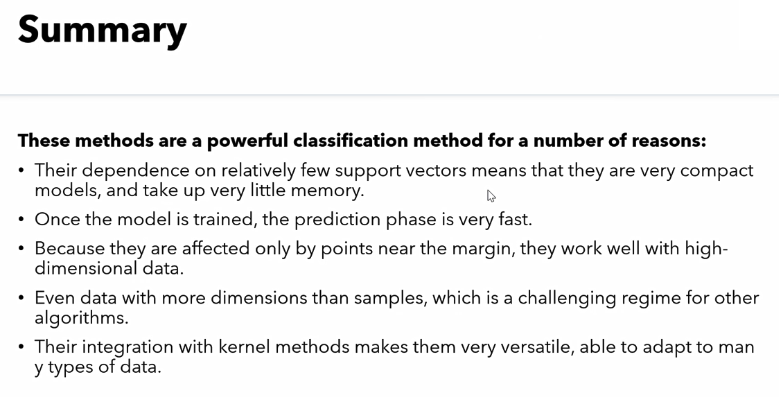 Summary
These methods are a powerful classification method for a number of reasons:
• Their dependence on relatively few support vectors means that they are very compact
models, and take up very little memory.
• Once the model is trained, the prediction phase is very fast.
• Because they are affected only by points near the margin, they work well with high-
dimensional data.
• Even data with more dimensions than samples, which is a challenging regime for other
algorithms.
• Their integration with kernel methods makes them very versatile, able to adapt to man
y types of data.